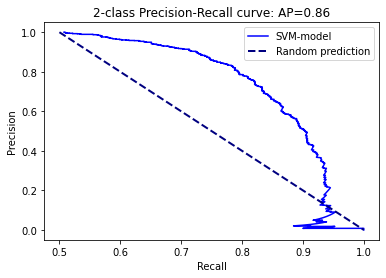 2-class Precision-Recall curve: AP=0.86
SVM-model
Random prediction
Precision
1.0
0.8
0.6
0.4
0.2
0.0
0.5
0.6
0.7
0.8
0.9
1.0
Recall